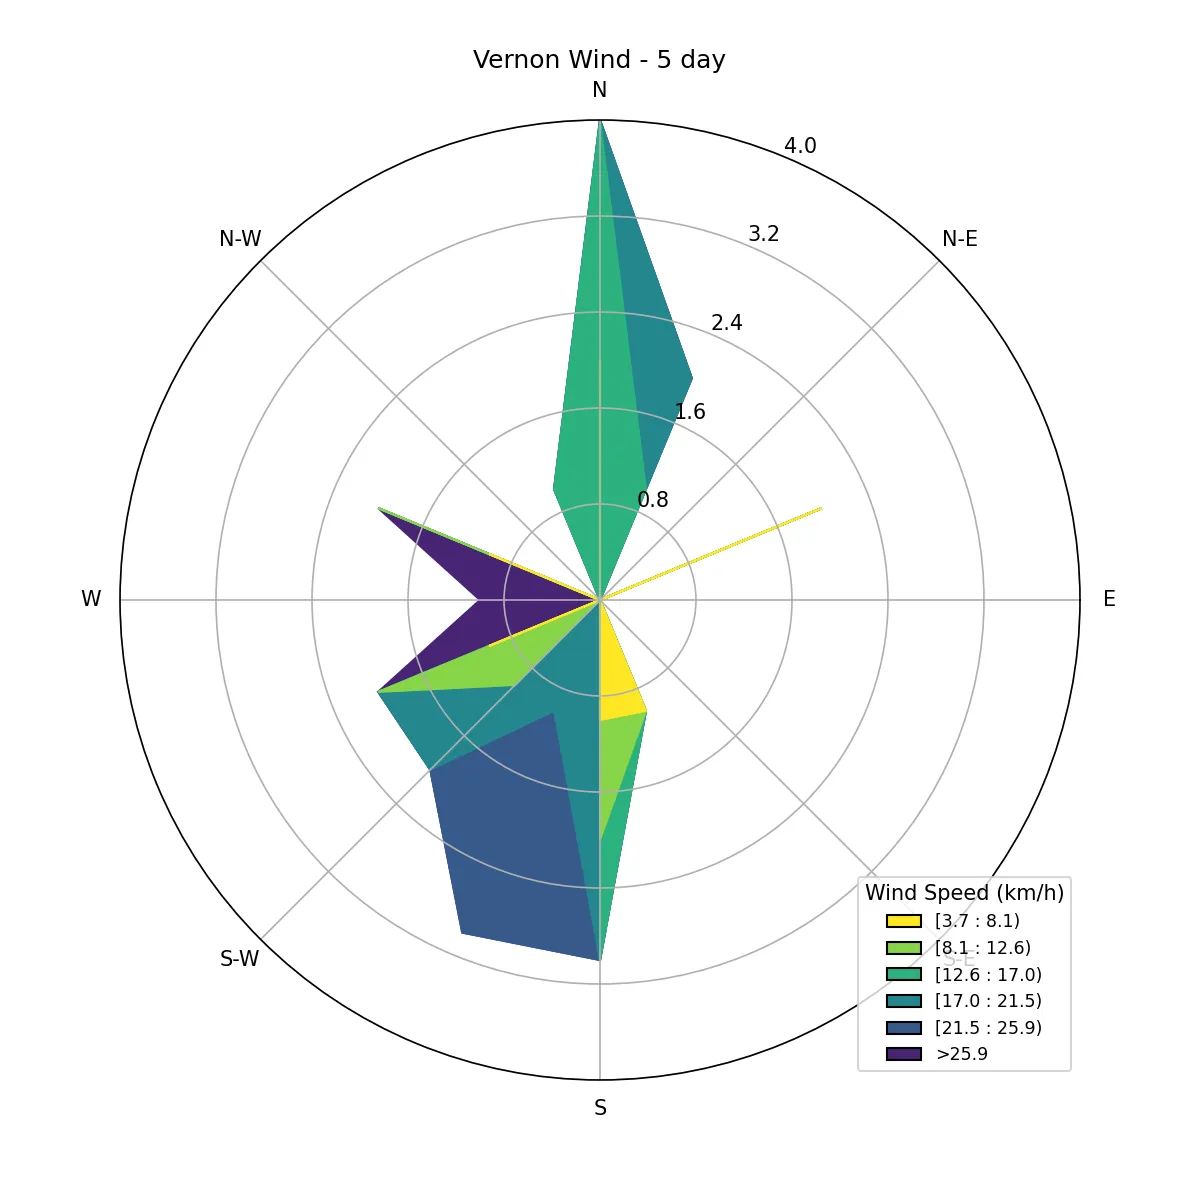 Vernon Wind - 5 day
N
4.0
N-W
3.2
N-E
2.4
1.6
0.8
W
E
S-W
S-E
S
Wind Speed (km/h)
[3.7 : 8.1)
[8.1 : 12.6)
[12.6 : 17.0)
[17.0 : 21.5)
[21.5 : 25.9)
>25.9